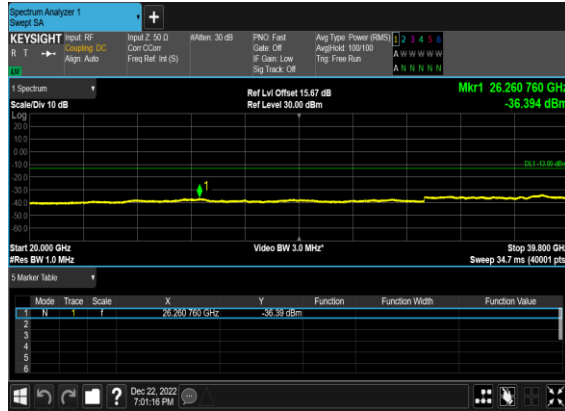 Spectrum Analyzer 1
Swept SA
+
KEYSIGHT Input: RF Input Z: 50 Ω #Atten: 30 dB PNO: Fast Avg Type: Power (RMS) 1 2 3 4 5 6
R T Coupling: DC Corr CCorr Gate: Off Avg|Hold: 100/100 A W W W W W
Align: Auto Freq Ref: Int (S) IF Gain: Low Trig: Free Run
Sig Track: Off A N N N N N
1 Spectrum Ref Lvl Offset 15.67 dB Mkr1 26.260 760 GHz
Scale/Div 10 dB Ref Level 30.00 dBm -36.394 dBm
Log
20.0
10.0
0.00
-10.0 DL1 -13.00 dBm
-20.0
-30.0 1
-40.0
-50.0
-60.0
Start 20.000 GHz Video BW 3.0 MHz* Stop 39.800 GHz
#Res BW 1.0 MHz Sweep 34.7 ms (40001 pts)
5 Marker Table
Mode Trace Scale X Y Function Function Width Function Value
1 N 1 f 26.260 760 GHz -36.39 dBm
2
3
4
5
6
? Dec 22, 2022
7:01:16 PM